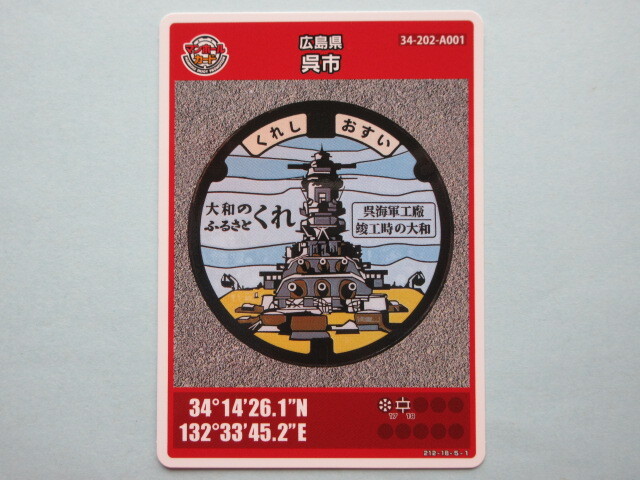 マンホール
カード
広島県
呉市
34-202-A001
くれし
おすい
大和の
ふるさと
くれ
呉海軍工廠
竣工時の大和
34°14'26.1"N
132°33'45.2"E
212-18-5-1